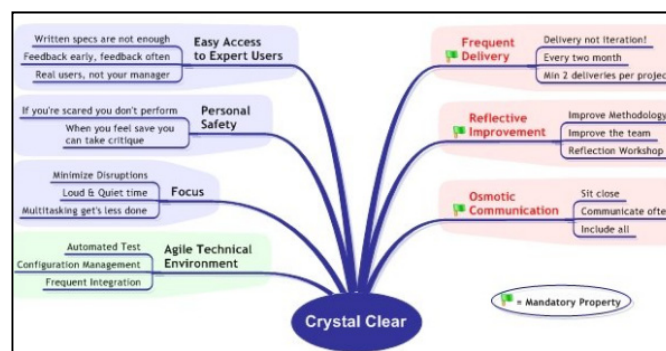 Written specs are not enough
Feedback early, feedback often
Real users, not your manager
Easy Access
to Expert Users
If you're scared you don't perform
When you feel save you
can take critique
Personal
Safety
Minimize Disruptions
Loud & Quiet time
Multitasking get's less done
Focus
Automated Test
Configuration Management
Frequent Integration
Agile Technical
Environment
Frequent
Delivery
Delivery not Iteration!
Every two month
Min 2 deliveries per project
Reflective
Improvement
Improve Methodology
Improve the team
Reflection Workshop
Osmotic
Communication
Sit close
Communicate ofte
Include all
Crystal Clear
= Mandatory Property